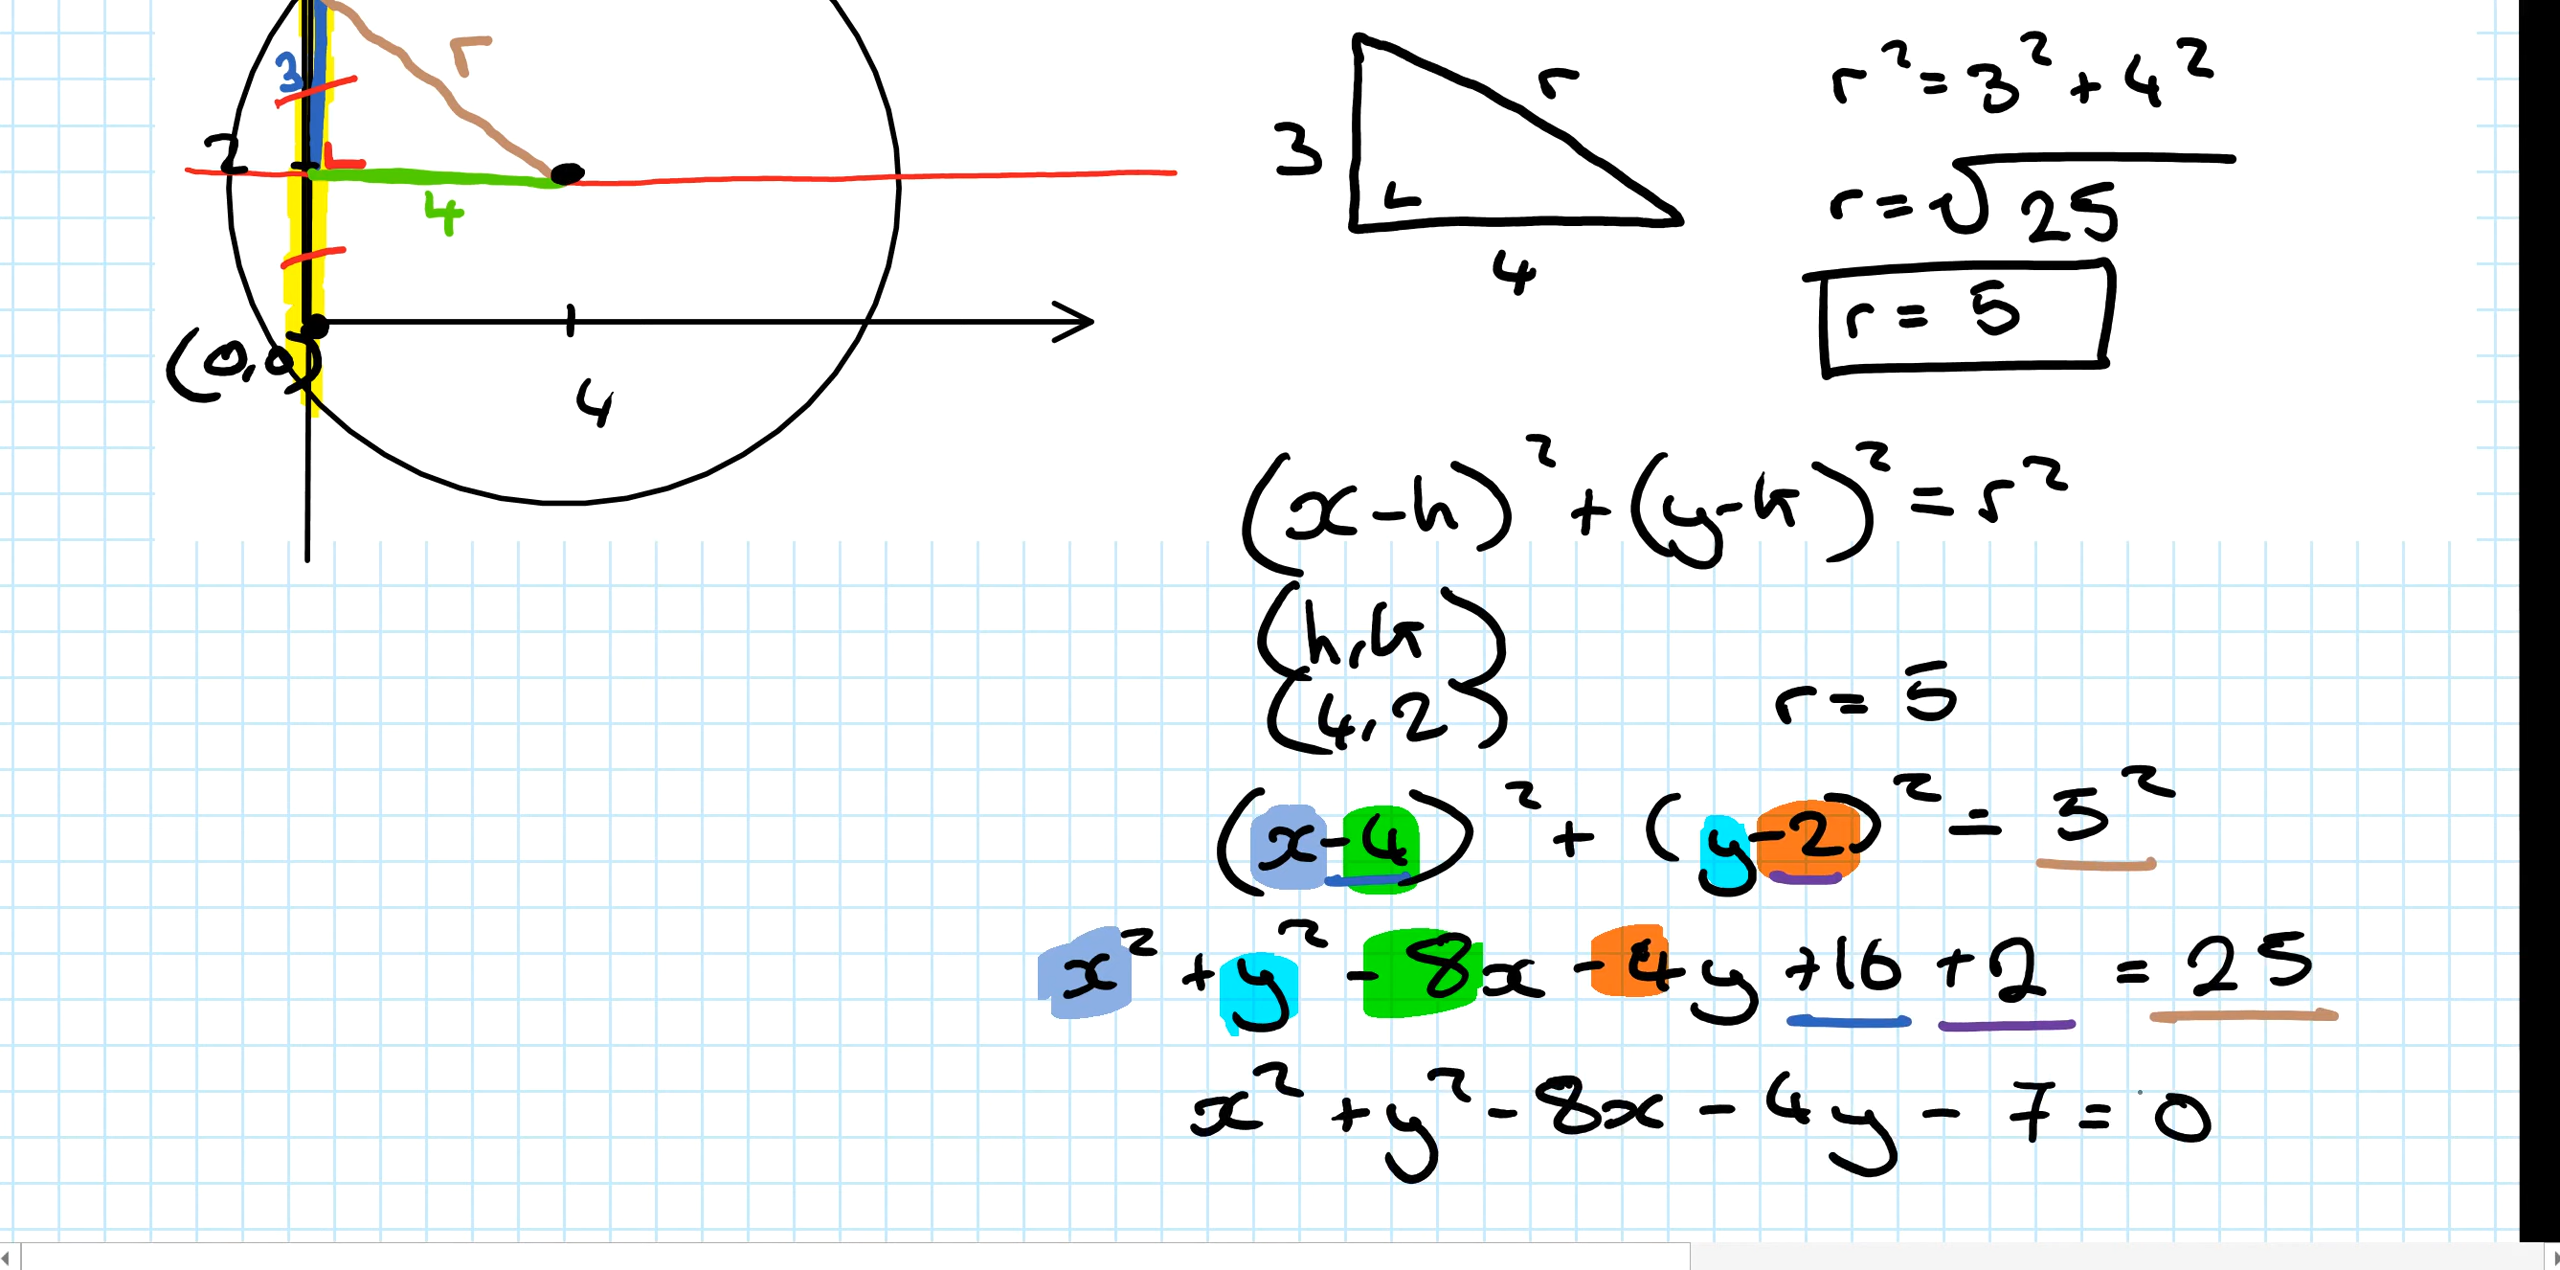 3
r
2
4
(0,0)
4
3
r
4
r² = 3² + 4²
r = √25
r = 5
(x-h)² + (y-k)² = r²
(h,k)
(4,2)
r = 5
(x-4)² + (y-2)² = 5²
x² + y² - 8x - 4y + 16 + 2 = 25
x² + y² - 8x - 4y - 7 = 0